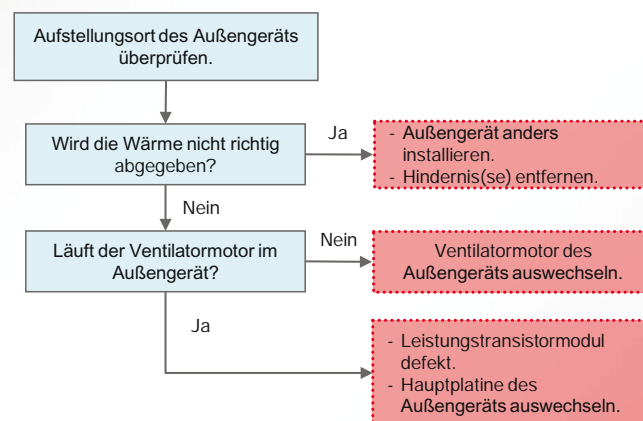 Aufstellungsort des Außengeräts
überprüfen.
Wird die Wärme nicht richtig
abgegeben?
Ja
- Außengerät anders
installieren.
- Hindernis(se) entfernen.
Nein
Läuft der Ventilatormotor im
Außengerät?
Nein
Ventilatormotor des
Außengeräts auswechseln.
Ja
- Leistungstransistormodul
defekt.
- Hauptplatine des
Außengeräts auswechseln.